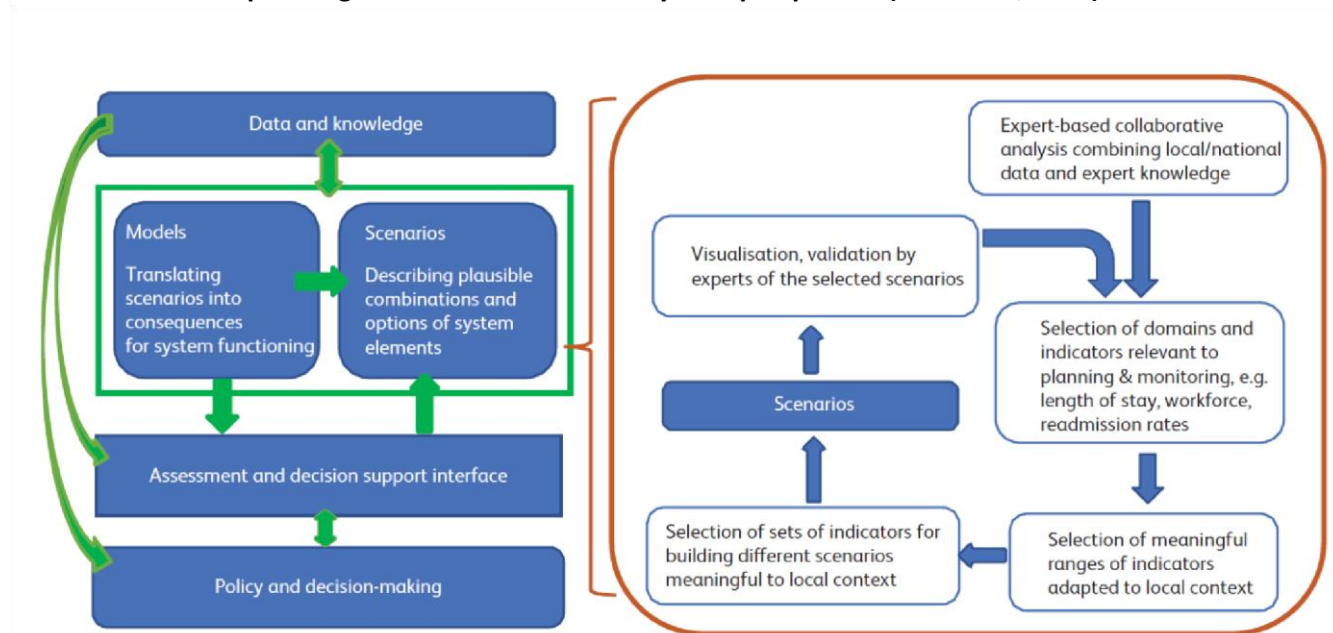 Data and knowledge
Models
Translating
scenarios into
consequences
for system functioning
Scenarios
Describing plausible
combinations and
options of system
elements
Assessment and decision support interface
Policy and decision-making
Expert-based collaborative
analysis combining local/national
data and expert knowledge
Visualisation, validation by
experts of the selected scenarios
Selection of domains and
indicators relevant to
planning & monitoring, e.g.
length of stay, workforce,
readmission rates
Scenarios
Selection of sets of indicators for
building different scenarios
meaningful to local context
Selection of meaningful
ranges of indicators
adapted to local context